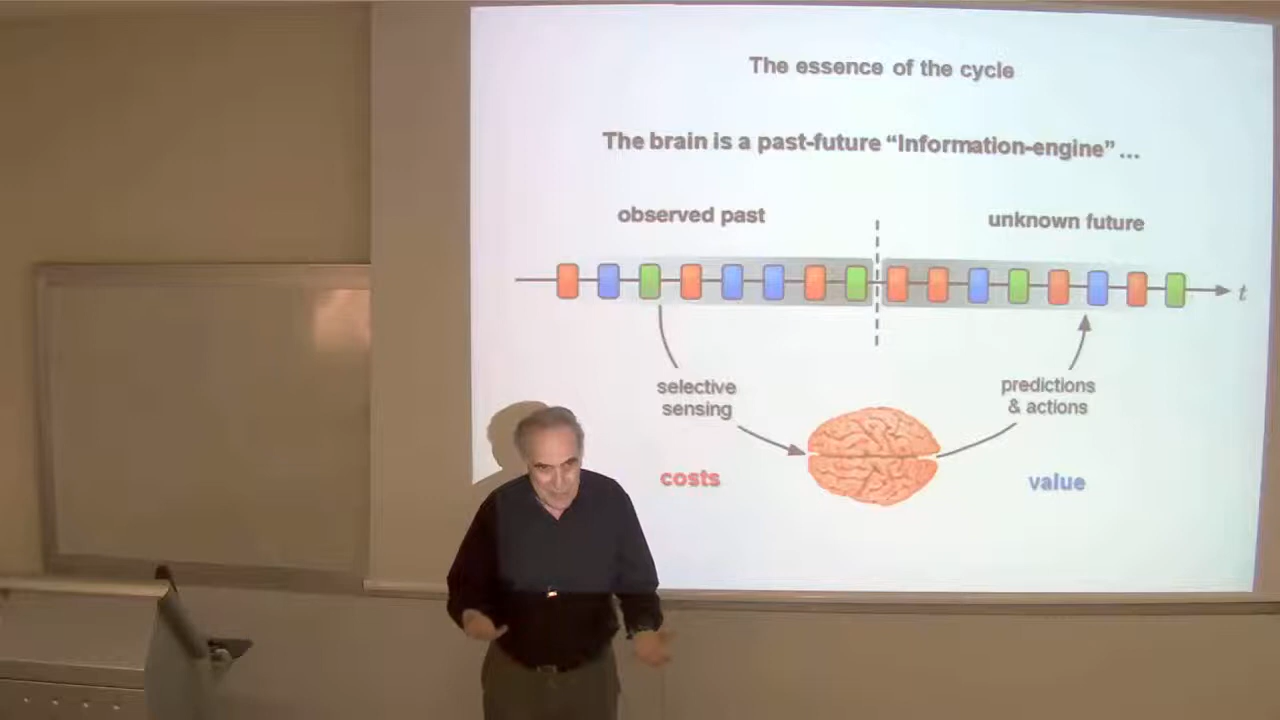 The essence of the cycle
The brain is a past-future “Information-engine” ...
observed past
unknown future
t
selective
sensing
predictions
& actions
costs
value